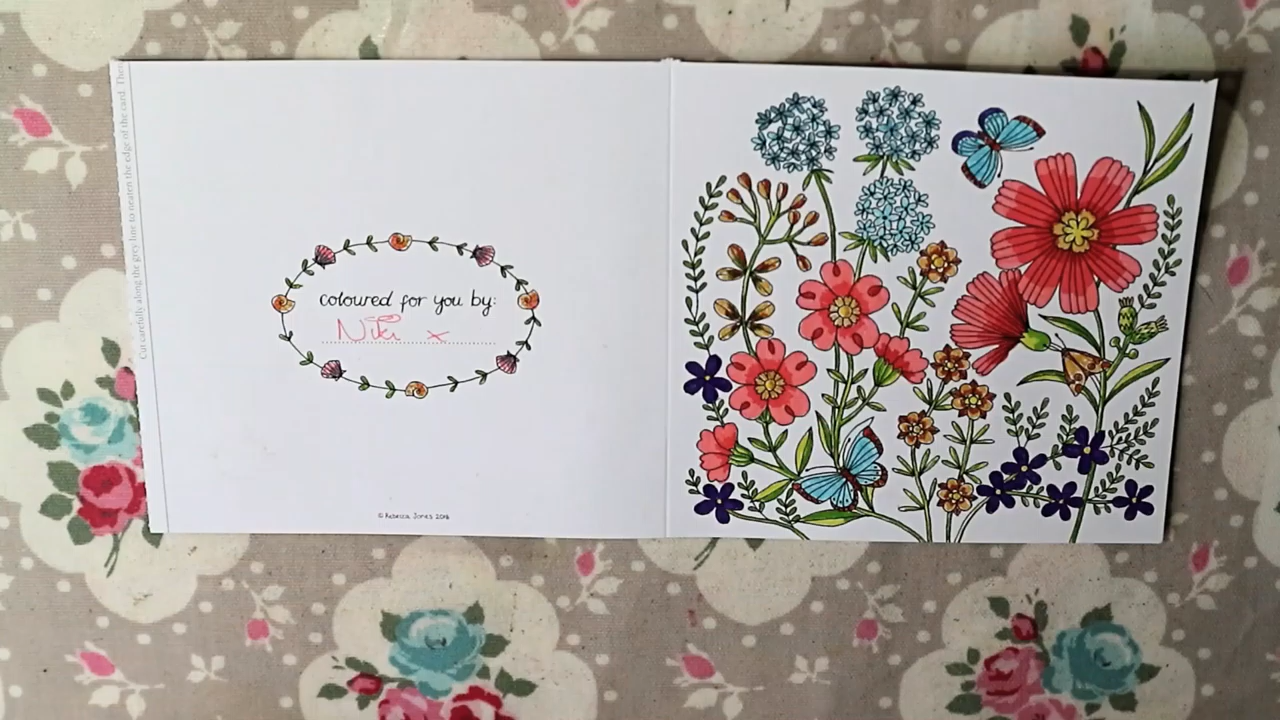 Cut carefully along the grey line to neaten the edge of the card. Then
coloured for you by:
Niki x
© Rebecca Jones 2018